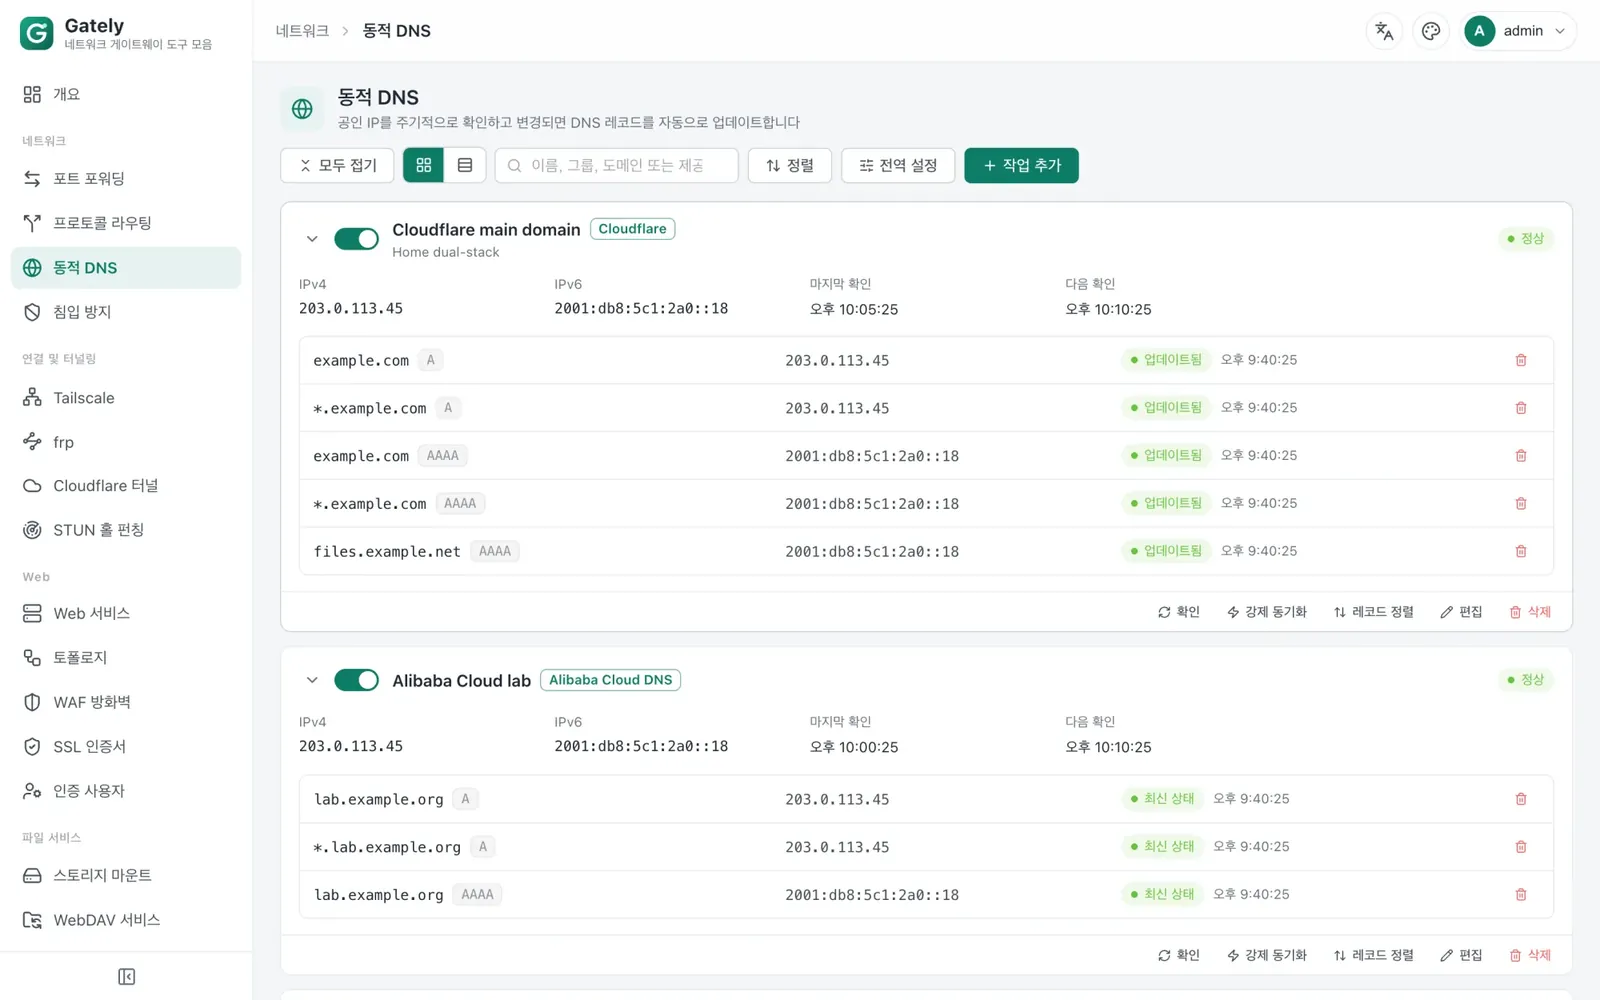 Gately
네트워크 게이트웨이 도구 모음
개요
네트워크
포트 포워딩
프로토콜 라우팅
동적 DNS
침입 방지
연결 및 터널링
Tailscale
frp
Cloudflare 터널
STUN 홀 펀칭
Web
Web 서비스
토폴로지
WAF 방화벽
SSL 인증서
인증 사용자
파일 서비스
스토리지 마운트
WebDAV 서비스
네트워크 > 동적 DNS
A admin
동적 DNS
공인 IP를 주기적으로 확인하고 변경되면 DNS 레코드를 자동으로 업데이트합니다
모두 접기 이름, 그룹, 도메인 또는 제공 정렬 전역 설정 + 작업 추가
Cloudflare main domain Cloudflare 정상
Home dual-stack
IPv4 IPv6 마지막 확인 다음 확인
203.0.113.45 2001:db8:5c1:2a0::18 오후 10:05:25 오후 10:10:25
example.com A 203.0.113.45 업데이트됨 오후 9:40:25
*.example.com A 203.0.113.45 업데이트됨 오후 9:40:25
example.com AAAA 2001:db8:5c1:2a0::18 업데이트됨 오후 9:40:25
*.example.com AAAA 2001:db8:5c1:2a0::18 업데이트됨 오후 9:40:25
files.example.net AAAA 2001:db8:5c1:2a0::18 업데이트됨 오후 9:40:25
확인 강제 동기화 레코드 정렬 편집 삭제
Alibaba Cloud lab Alibaba Cloud DNS 정상
IPv4 IPv6 마지막 확인 다음 확인
203.0.113.45 2001:db8:5c1:2a0::18 오후 10:00:25 오후 10:10:25
lab.example.org A 203.0.113.45 최신 상태 오후 9:40:25
*.lab.example.org A 203.0.113.45 최신 상태 오후 9:40:25
lab.example.org AAAA 2001:db8:5c1:2a0::18 최신 상태 오후 9:40:25
확인 강제 동기화 레코드 정렬 편집 삭제